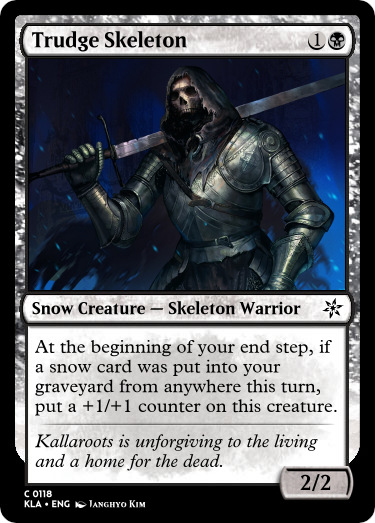 Trudge Skeleton 1
Snow Creature — Skeleton Warrior
At the beginning of your end step, if
a snow card was put into your
graveyard from anywhere this turn,
put a +1/+1 counter on this creature.
Kallaroots is unforgiving to the living
and a home for the dead.
2/2
C 0118
KLA • ENG Janghyo Kim